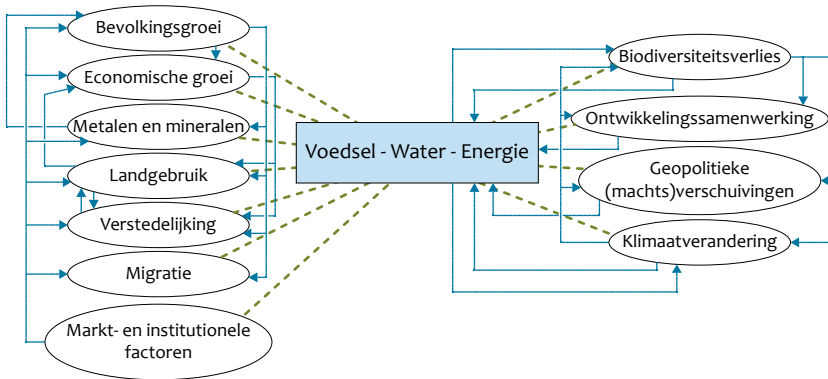 Bevolkingsgroei
Economische groei
Metalen en mineralen
Landgebruik
Verstedelijking
Migratie
Markt- en institutionele
factoren
Voedsel - Water - Energie
Biodiversiteitsverlies
Ontwikkelingssamenwerking
Geopolitieke
(machts)verschuivingen
Klimaatverandering